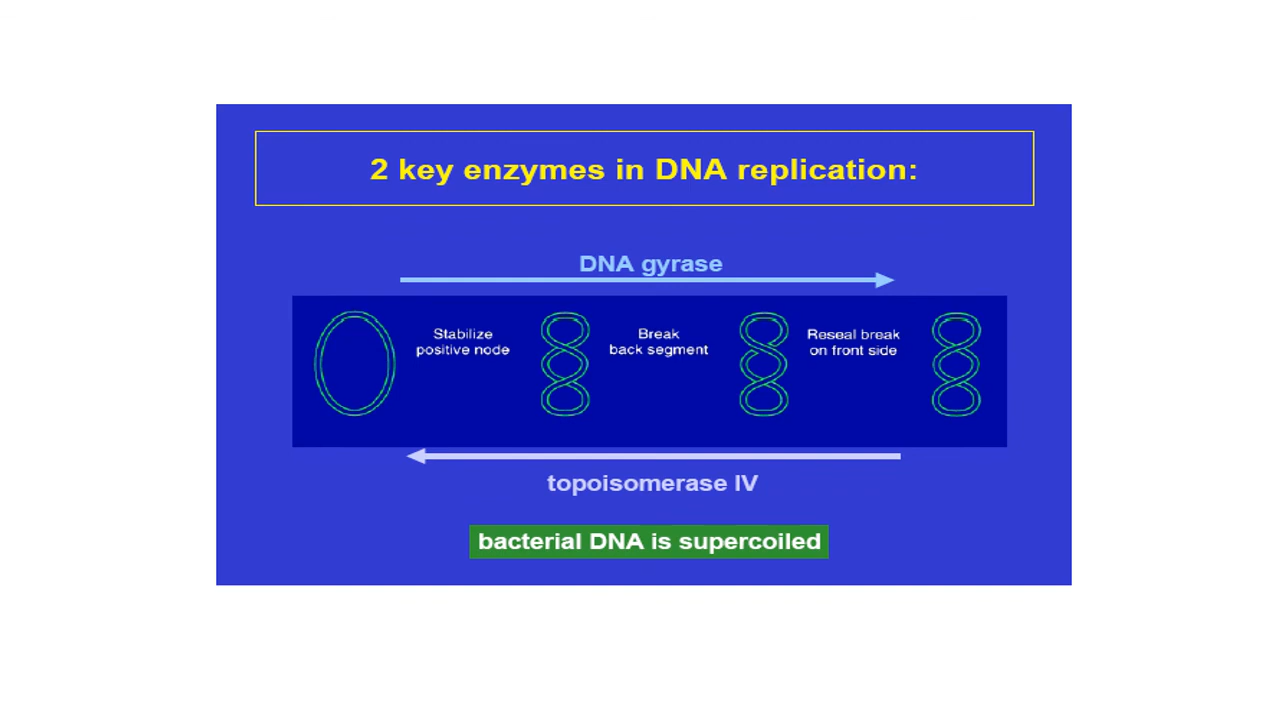 2 key enzymes in DNA replication:
DNA gyrase
Stabilize
positive node
Break
back segment
Reseal break
on front side
topoisomerase IV
bacterial DNA is supercoiled